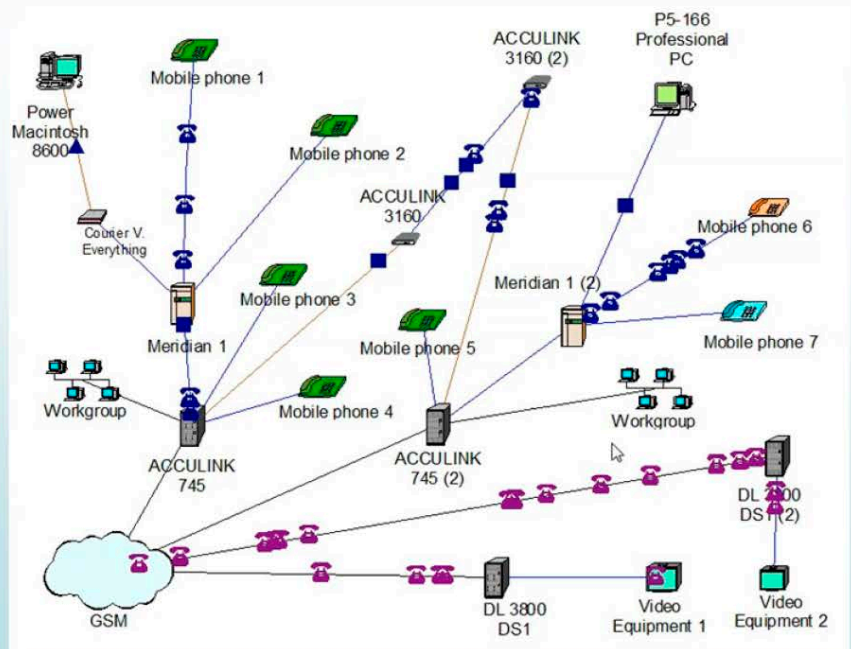 P5-166
Professional
PC
ACCULINK
3160 (2)
Mobile phone 1
Power
Macintosh
8600
Mobile phone 2
ACCULINK
3160
Mobile phone 6
Courier V.
Everything
Meridian 1 (2)
Mobile phone 3
Meridian 1
Mobile phone 5
Mobile phone 7
Workgroup
Mobile phone 4
Workgroup
ACCULINK
745
ACCULINK
745 (2)
DL
DS1 (2)
GSM
DL 3800
DS1
Video
Equipment 1
Video
Equipment 2